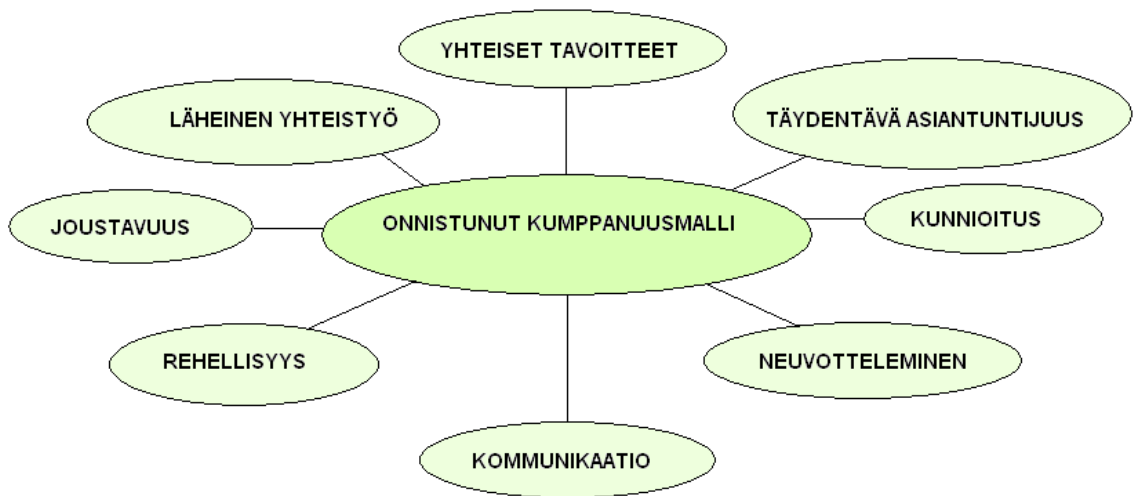 YHTEISET TAVOITTEET
LÄHEINEN YHTEISTYÖ
TÄYDENTÄVÄ ASIANTUNTIJUUS
JOUSTAVUUS
ONNISTUNUT KUMPPANUUSMALLI
KUNNIOITUS
REHELLISYYS
NEUVOTTELEMINEN
KOMMUNIKAATIO